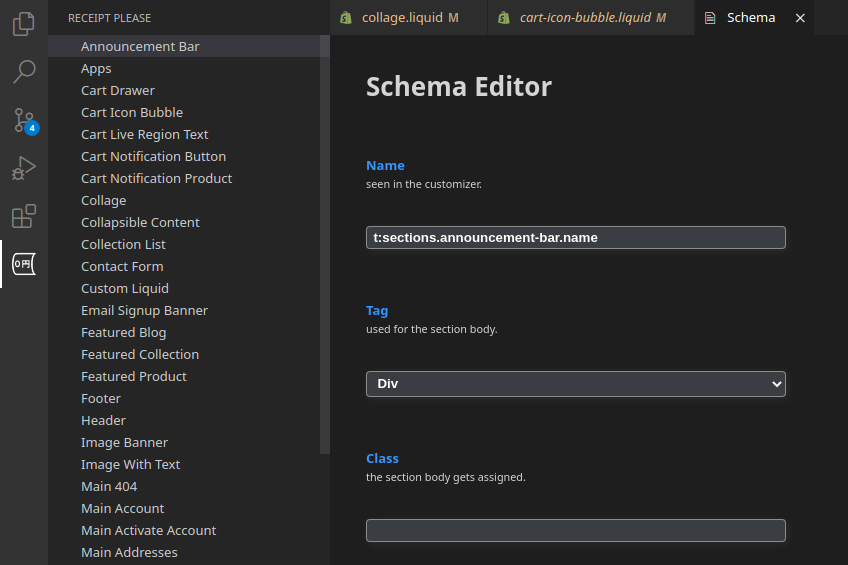 RECEIPT PLEASE
Announcement Bar
Apps
Cart Drawer
Cart Icon Bubble
Cart Live Region Text
Cart Notification Button
Cart Notification Product
Collage
Collapsible Content
Collection List
Contact Form
Custom Liquid
Email Signup Banner
Featured Blog
Featured Collection
Featured Product
Footer
Header
Image Banner
Image With Text
Main 404
Main Account
Main Activate Account
Main Addresses
4
0円
collage.liquid M
cart-icon-bubble.liquid M
Schema
Schema Editor
Name
seen in the customizer.
t:sections.announcement-bar.name
Tag
used for the section body.
Div
Class
the section body gets assigned.